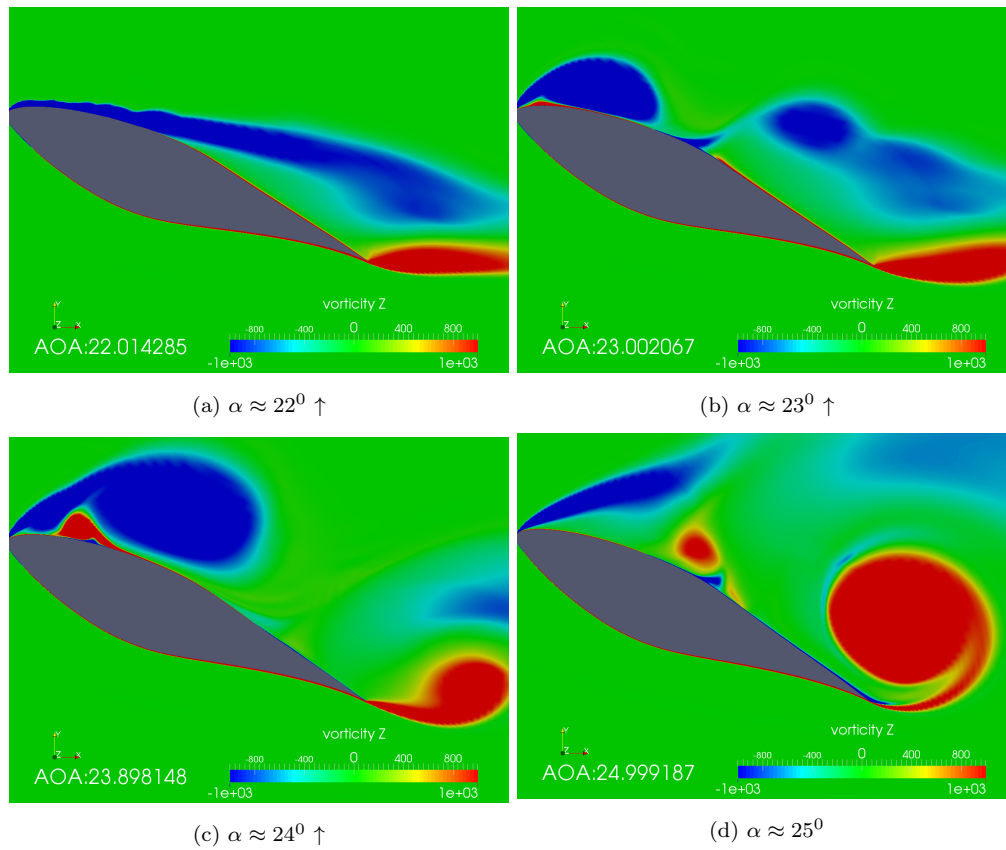 vorticity Z
-800 -400 0 400 800
-1e+03 1e+03
Y
Z X
AOA:22.014285
(a) α ≈ 22⁰ ↑
vorticity Z
-800 -400 0 400 800
-1e+03 1e+03
Y
Z X
AOA:23.002067
(b) α ≈ 23⁰ ↑
vorticity Z
-800 -400 0 400 800
-1e+03 1e+03
Y
Z X
AOA:23.898148
(c) α ≈ 24⁰ ↑
vorticity Z
-800 -400 0 400 800
-1e+03 1e+03
Y
Z X
AOA:24.999187
(d) α ≈ 25⁰